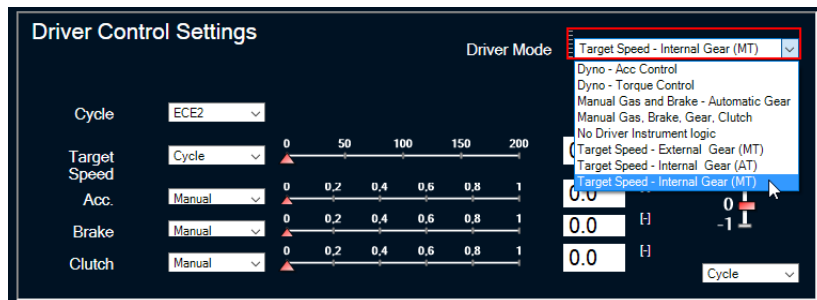 Driver Control Settings
Driver Mode
Target Speed - Internal Gear (MT)
Dyno - Acc Control
Dyno - Torque Control
Manual Gas and Brake - Automatic Gear
Manual Gas, Brake, Gear, Clutch
No Driver Instrument logic
Target Speed - External Gear (MT)
Target Speed - Internal Gear (AT)
Target Speed - Internal Gear (MT)
Cycle
ECE2
0 50 100 150 200
Target
Speed
Cycle
Acc.
Manual
0 0,2 0,4 0,6 0,8 1
0.0
0
-1
Brake
Manual
0 0,2 0,4 0,6 0,8 1
0.0
[-]
Clutch
Manual
0 0,2 0,4 0,6 0,8 1
0.0
[-]
Cycle